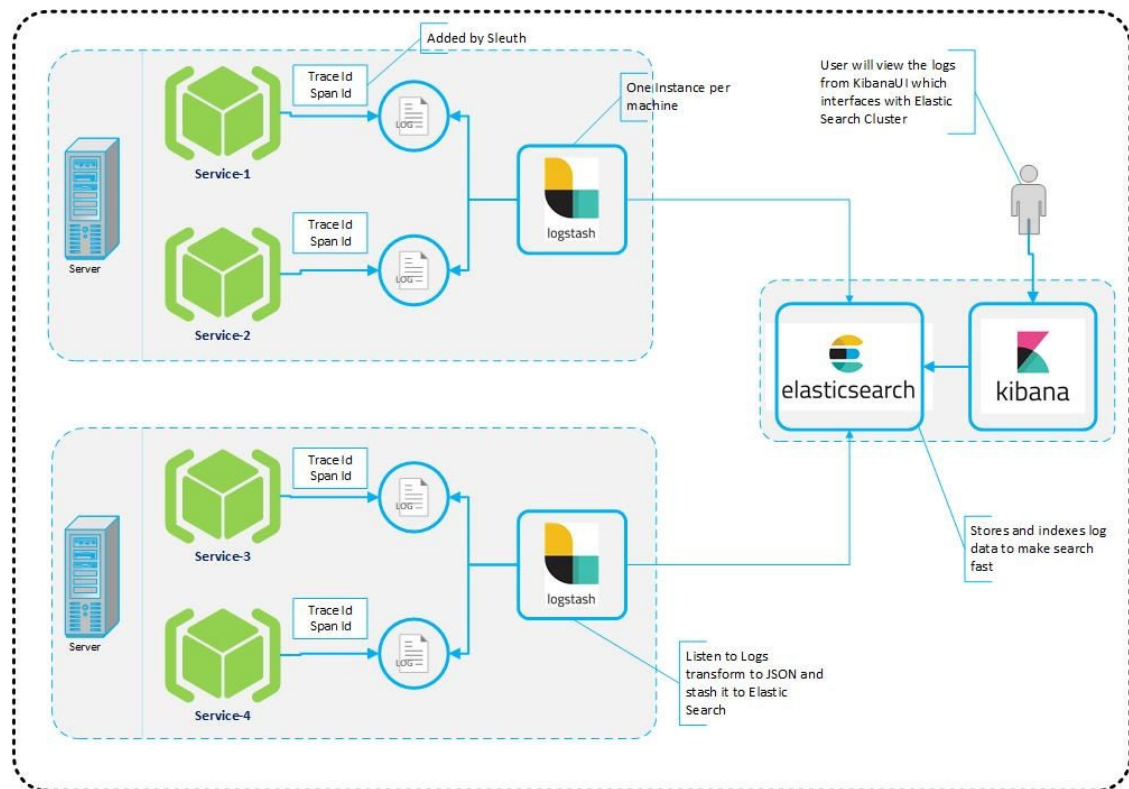 Added by Sleuth
Trace Id
Span Id
LOG
Service-1
One Instance per
machine
logstash
User will view the logs
from KibanaUI which
interfaces with Elastic
Search Cluster
Trace Id
Span Id
LOG
Service-2
Server
elasticsearch
kibana
Trace Id
Span Id
LOG
Service-3
logstash
Stores and indexes log
data to make search
fast
Trace Id
Span Id
LOG
Service-4
Server
Listen to Logs
transform to JSON and
stash it to Elastic
Search